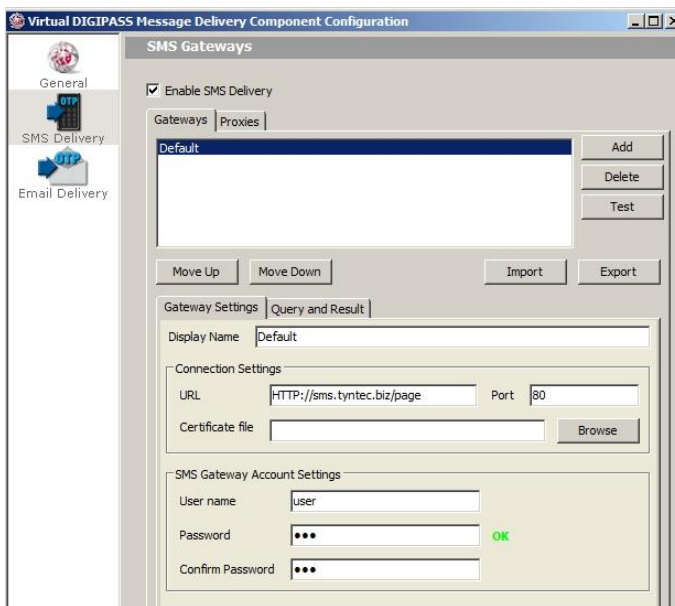 Virtual DIGIPASS Message Delivery Component Configuration
General
OTP
SMS Delivery
OTP
Email Delivery
SMS Gateways
Enable SMS Delivery
Gateways Proxies
Default
Add
Delete
Test
Move Up Move Down Import Export
Gateway Settings Query and Result
Display Name Default
Connection Settings
URL HTTP://sms.tyntec.biz/page Port 80
Certificate file Browse
SMS Gateway Account Settings
User name user
Password ●●● OK
Confirm Password ●●●